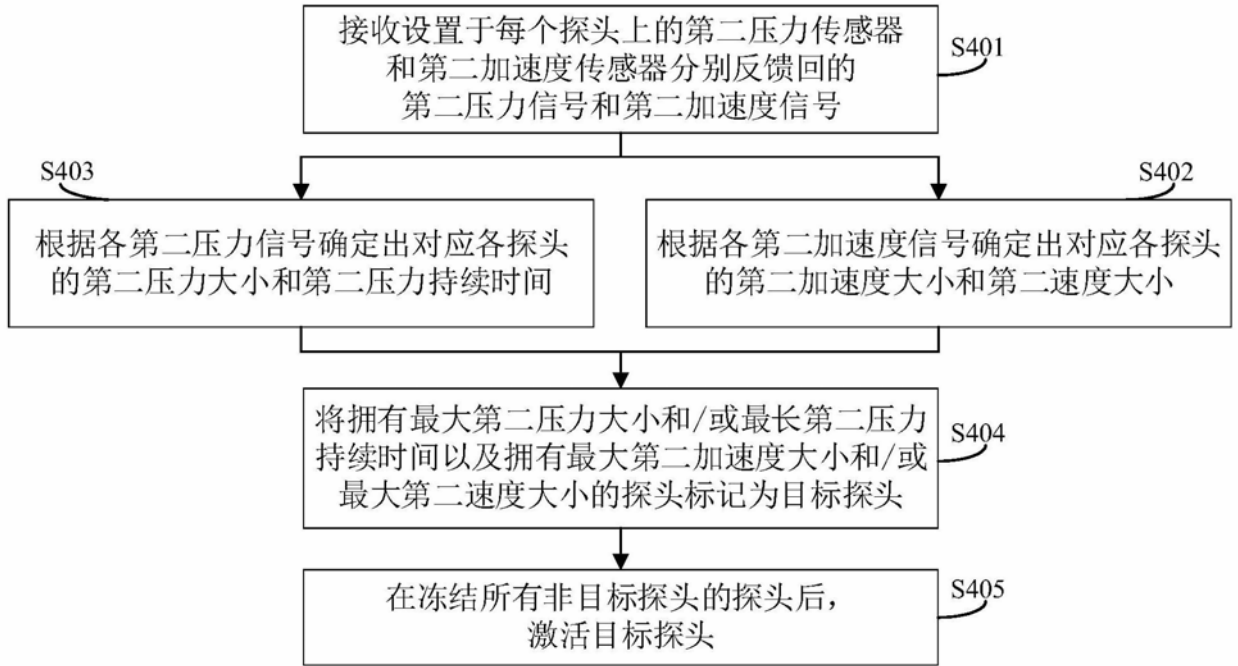 接收设置于每个探头上的第二压力传感器
和第二加速度传感器分别反馈回的
第二压力信号和第二加速度信号
S401
S403
根据各第二压力信号确定出对应各探头
的第二压力大小和第二压力持续时间
S402
根据各第二加速度信号确定出对应各探头
的第二加速度大小和第二速度大小
将拥有最大第二压力大小和/或最长第二压力
持续时间以及拥有最大第二加速度大小和/或
最大第二速度大小的探头标记为目标探头
S404
在冻结所有非目标探头的探头后，
激活目标探头
S405